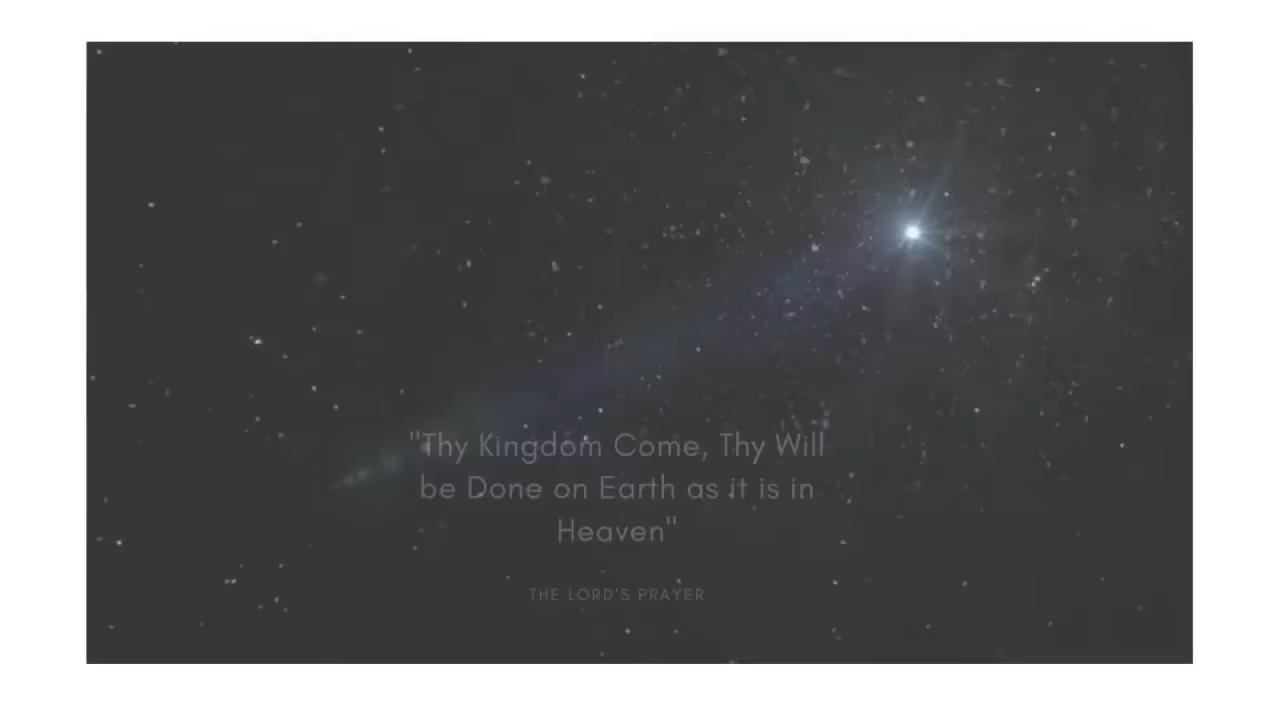 "Thy Kingdom Come, Thy Will
be Done on Earth as it is in
Heaven"
THE LORD'S PRAYER